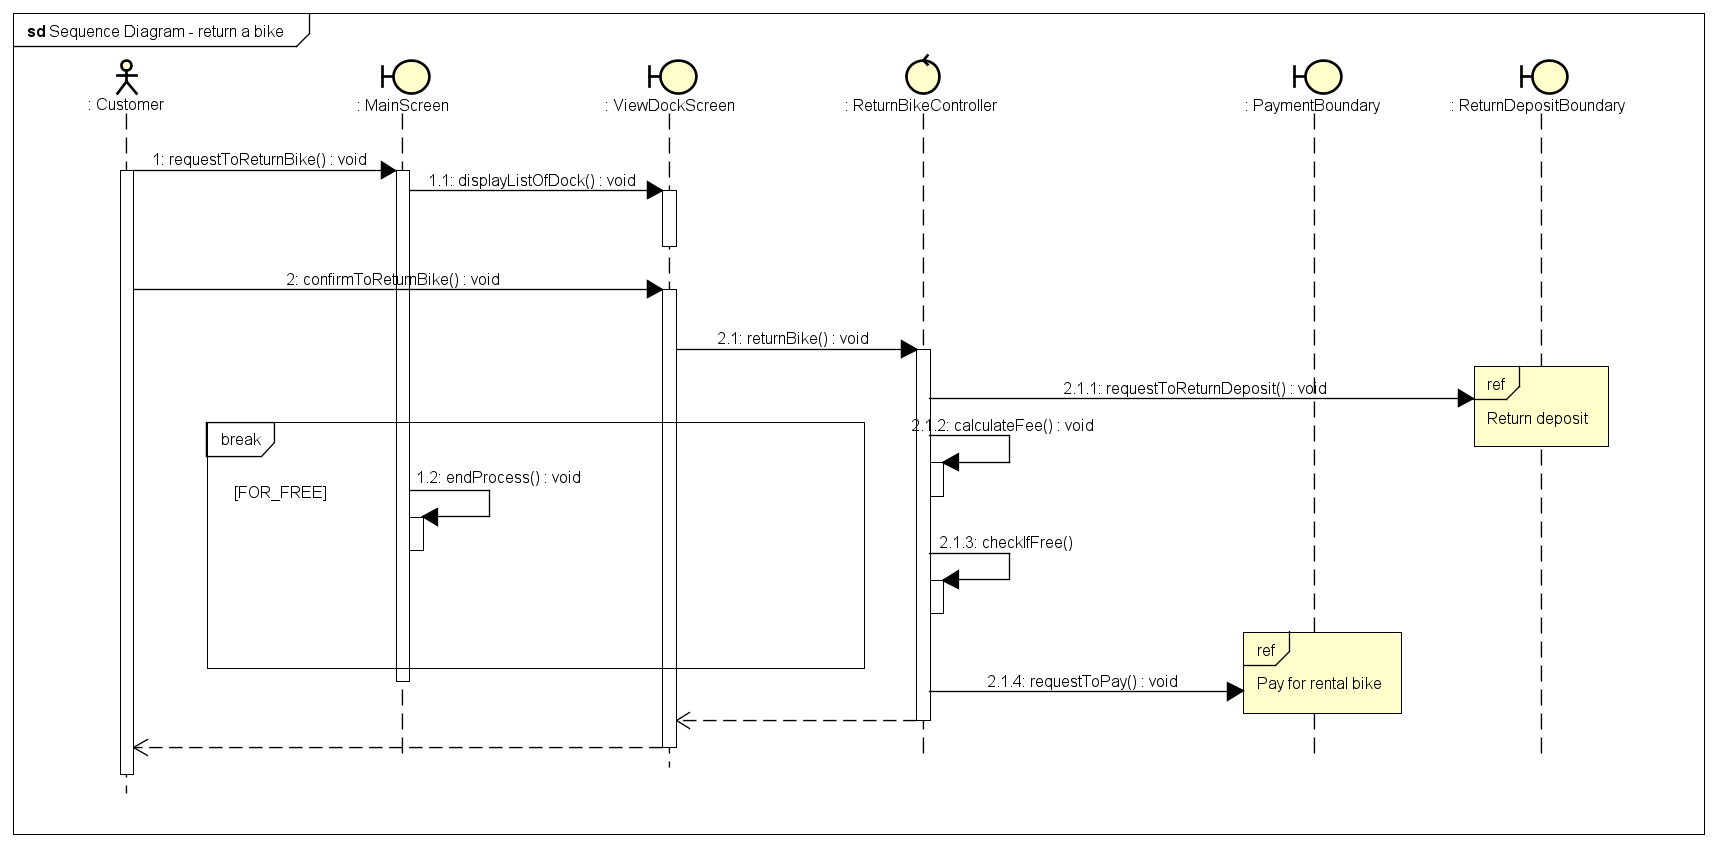 sd Sequence Diagram - return a bike
: Customer
: MainScreen
: ViewDockScreen
: ReturnBikeController
: PaymentBoundary
: ReturnDepositBoundary
1: requestToReturnBike() : void
1.1: displayListOfDock() : void
2: confirmToReturnBike() : void
2.1: returnBike() : void
2.1.1: requestToReturnDeposit() : void
ref
Return deposit
2.1.2: calculateFee() : void
break
1.2: endProcess() : void
[FOR_FREE]
2.1.3: checkIfFree()
ref
Pay for rental bike
2.1.4: requestToPay() : void